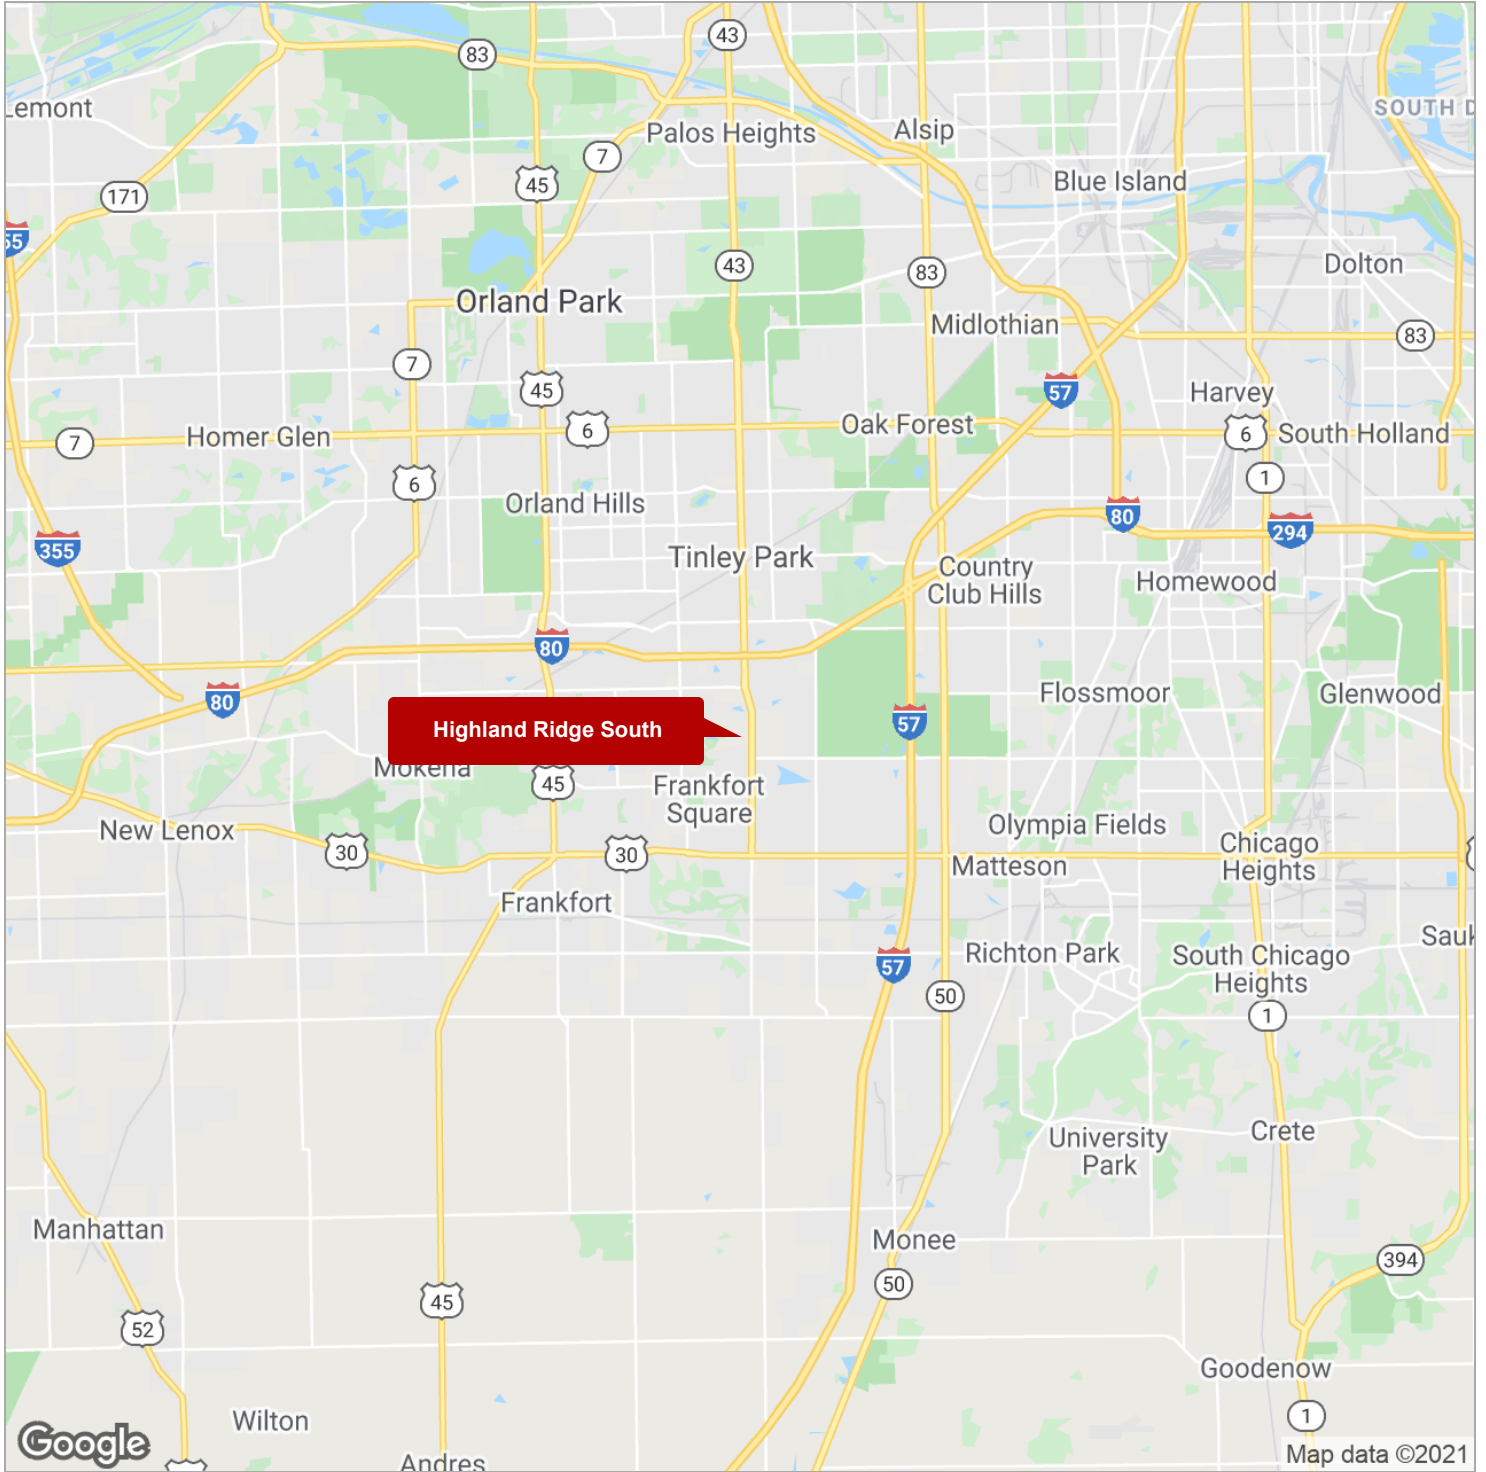 43
83
Lemont
SOUTH D
Palos Heights
Alsip
7
45
171
Blue Island
55
43
83
Dolton
Orland Park
Midlothian
83
7
45
57
Harvey
6
Oak Forest
7
Homer Glen
6
South Holland
6
1
Orland Hills
80
294
355
Tinley Park
Country
Club Hills
Homewood
80
80
Flossmoor
Glenwood
57
Highland Ridge South
Mokena
45
Frankfort
Square
New Lenox
30
30
Olympia Fields
Chicago
Heights
Matteson
Frankfort
Sauk
57
Richton Park
South Chicago
Heights
50
1
University
Park
Crete
Manhattan
Monee
394
50
45
52
Goodenow
1
Wilton
Google
Andres
Map data ©2021